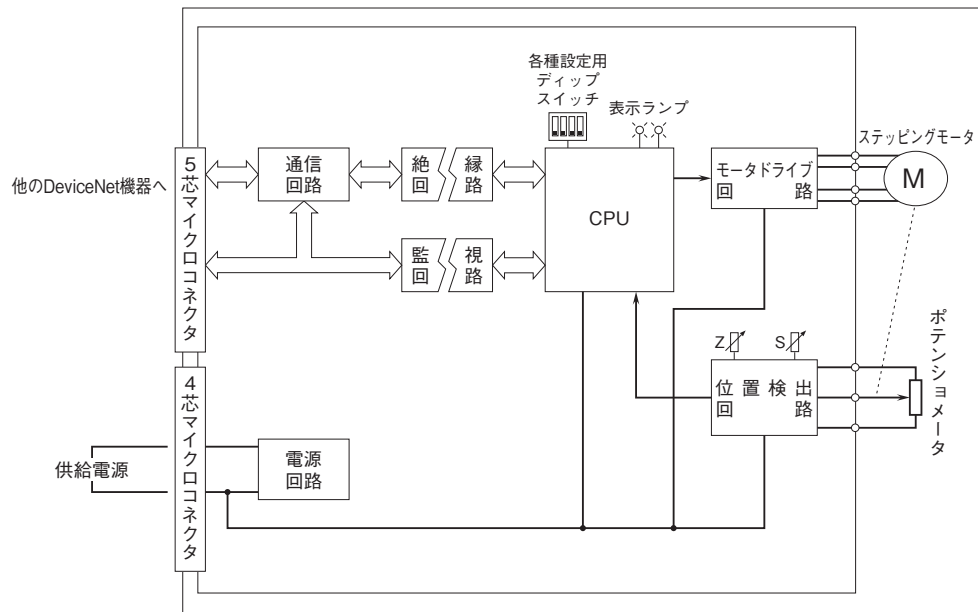 各種設定用
ディップ
スイッチ
表示ランプ
ステッピングモータ
他のDeviceNet機器へ
5芯マイクロコネクタ
通信
回路
絶縁
回路
CPU
モータドライブ
回路
M
監視
回路
Z
S
位置検出
回路
ポテンショメータ
4芯マイクロコネクタ
供給電源
電源
回路